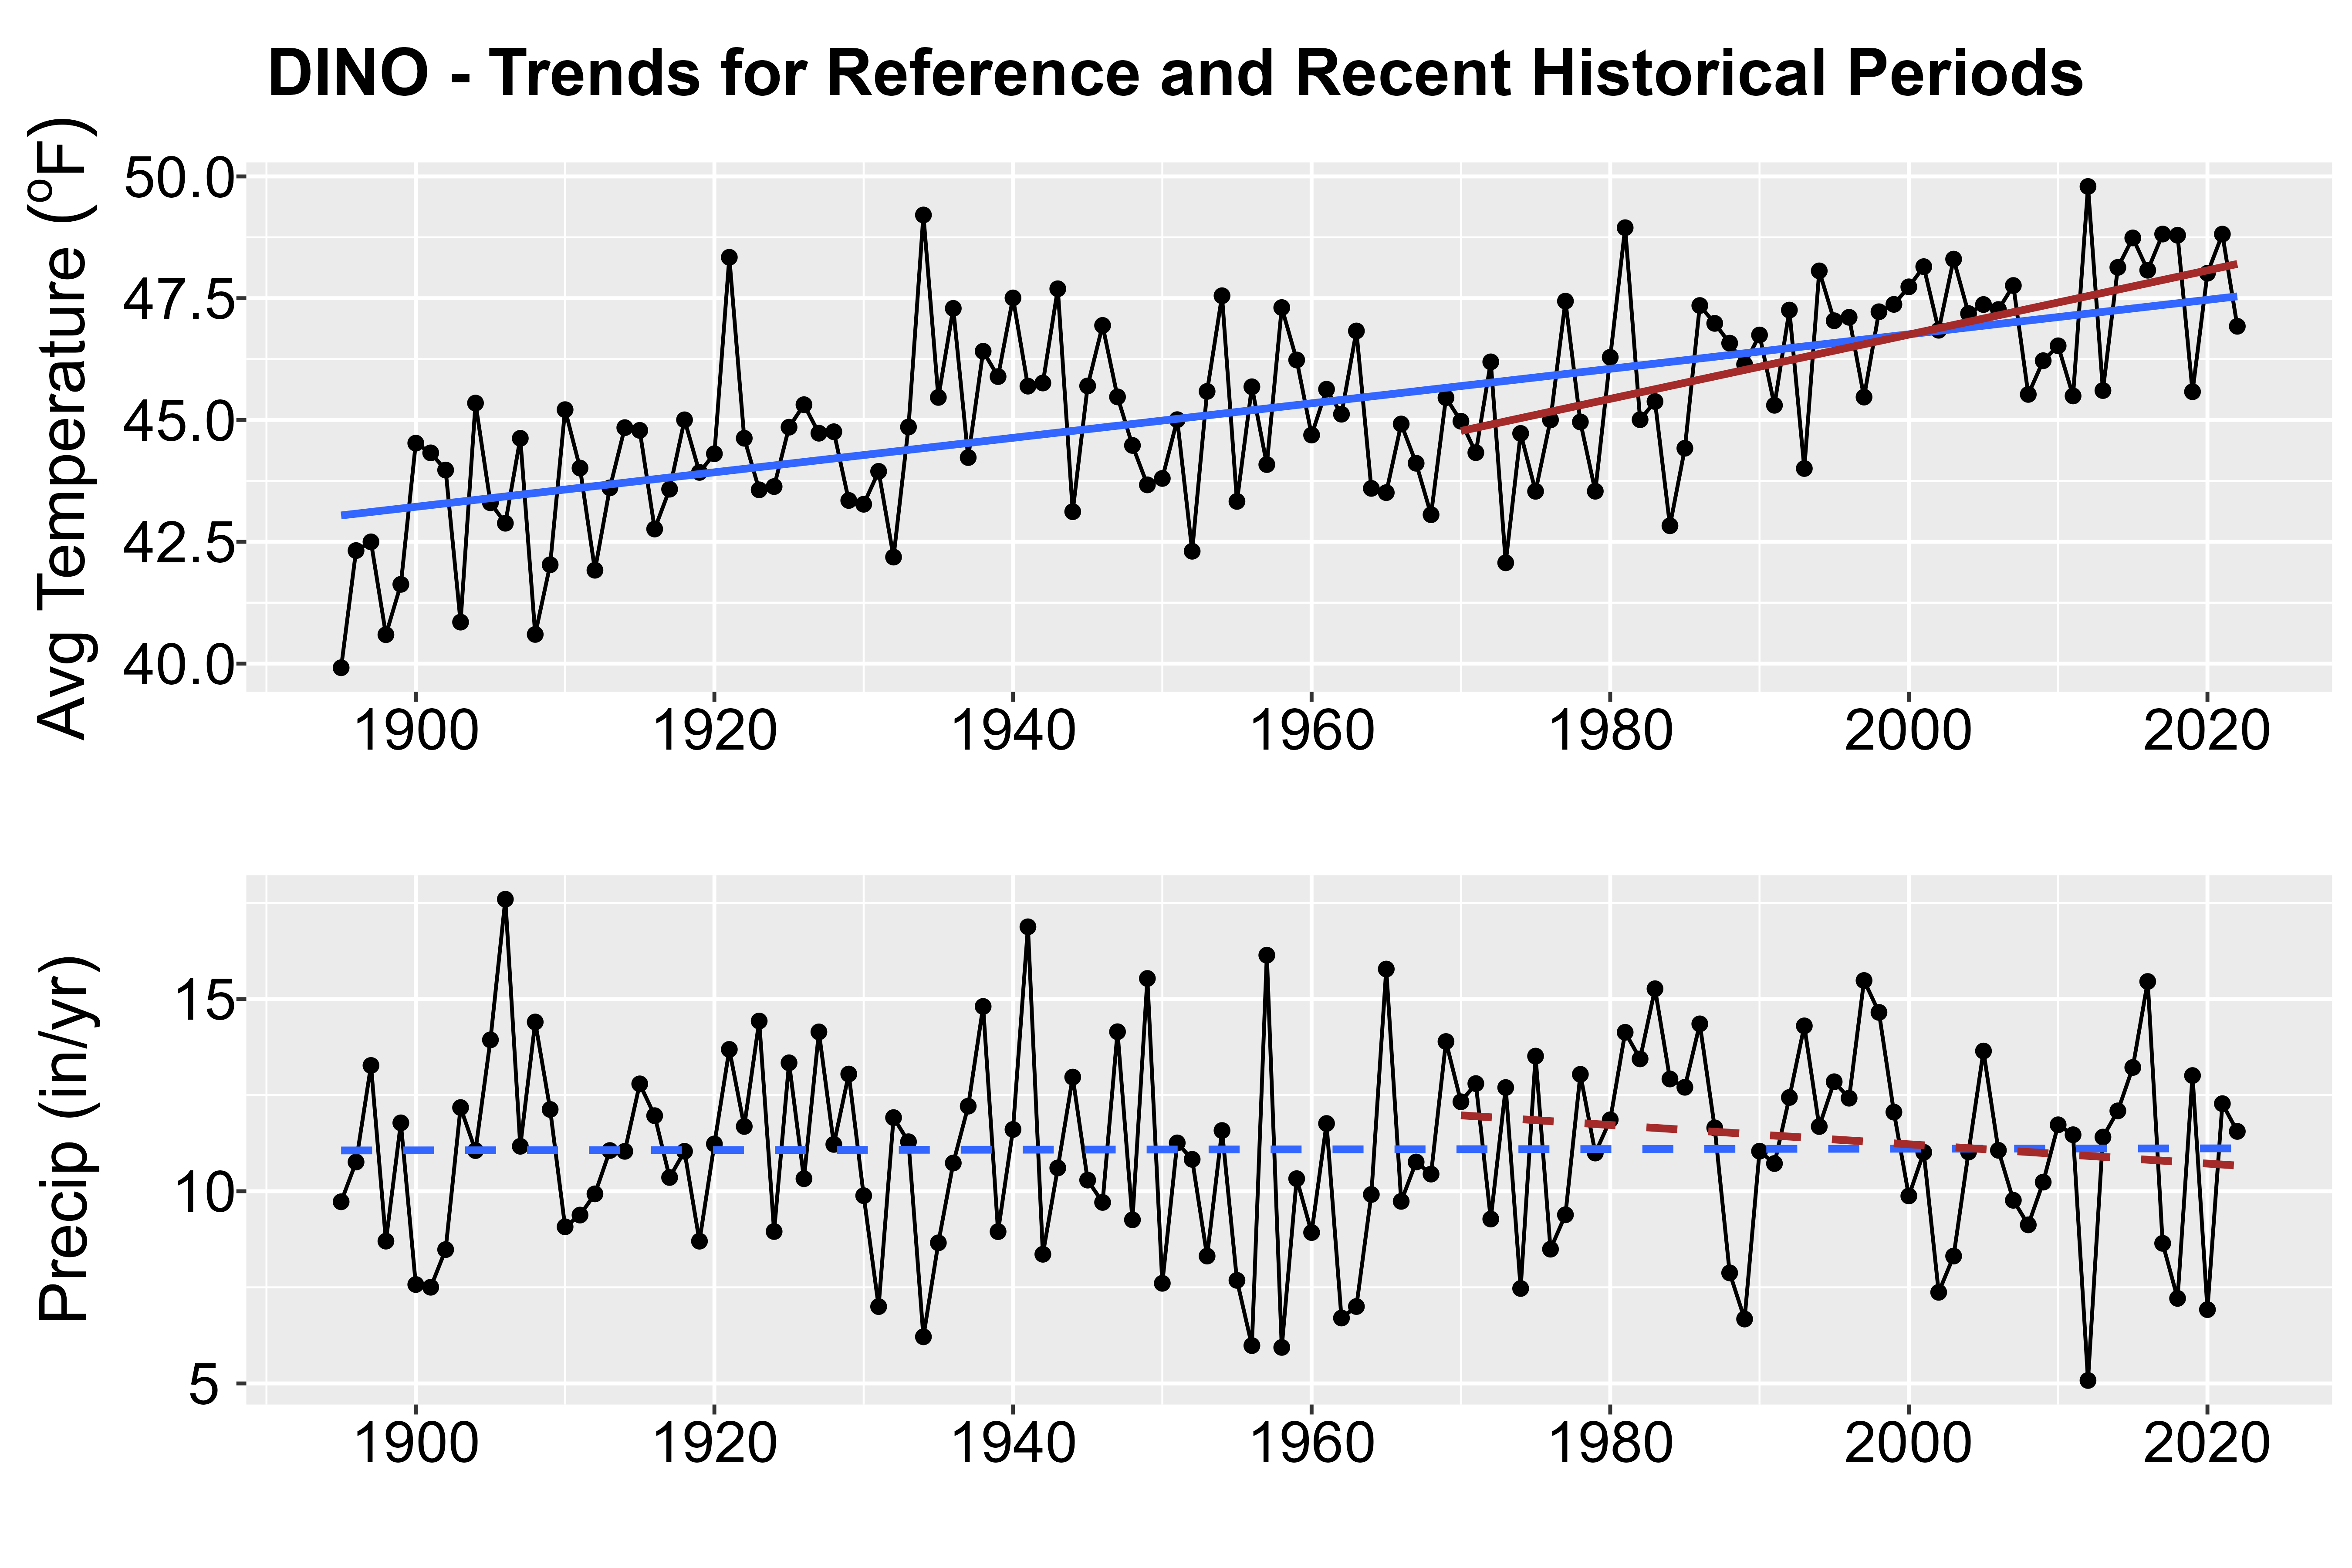 DINO - Trends for Reference and Recent Historical Periods
Avg Temperature (°F)
50.0
47.5
45.0
42.5
40.0
1900 1920 1940 1960 1980 2000 2020
Precip (in/yr)
15
10
5
1900 1920 1940 1960 1980 2000 2020